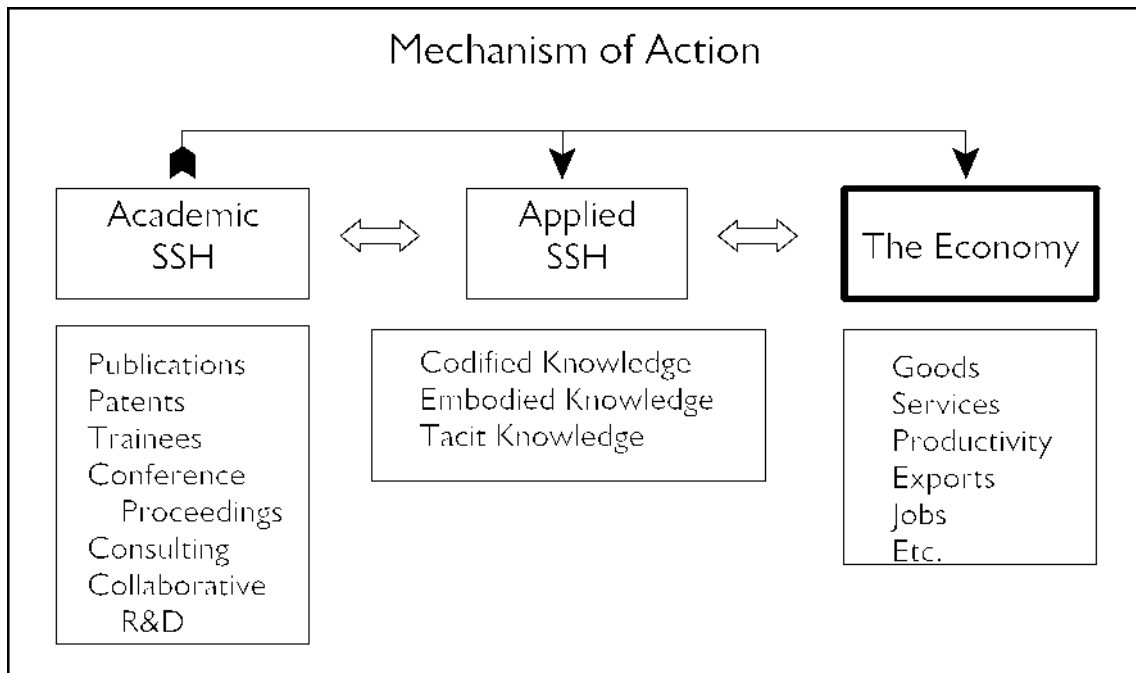 Mechanism of Action
Academic
SSH
Applied
SSH
The Economy
Publications
Patents
Trainees
Conference
Proceedings
Consulting
Collaborative
R&D
Codified Knowledge
Embodied Knowledge
Tacit Knowledge
Goods
Services
Productivity
Exports
Jobs
Etc.